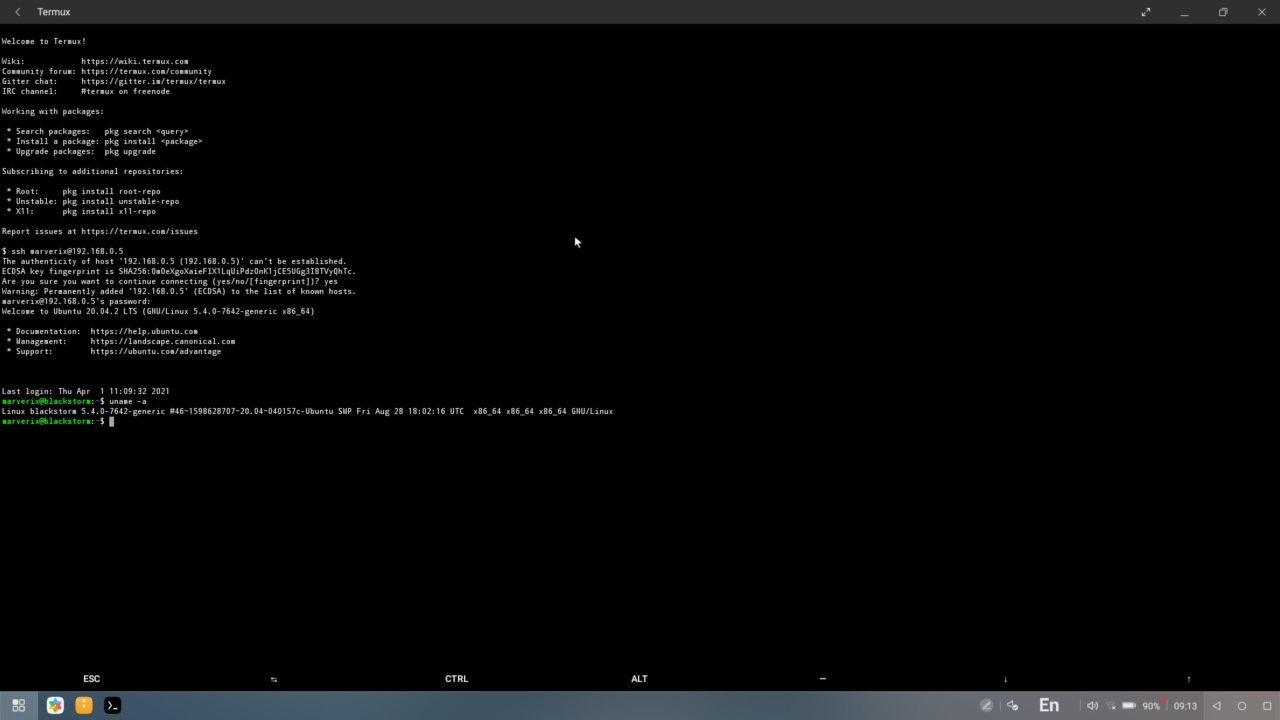 Termux
Welcome to Termux!
Wiki: https://wiki.termux.com
Community forum: https://termux.com/community
Gitter chat: https://gitter.im/termux/termux
IRC channel: #termux on freenode
Working with packages:
* Search packages: pkg search <query>
* Install a package: pkg install <package>
* Upgrade packages: pkg upgrade
Subscribing to additional repositories:
* Root: pkg install root-repo
* Unstable: pkg install unstable-repo
* X11: pkg install x11-repo
Report issues at https://termux.com/issues
$ ssh marverix@192.168.0.5
The authenticity of host '192.168.0.5 (192.168.0.5)' can't be established.
ECDSA key fingerprint is
Are you sure you want to continue connecting (yes/no/[fingerprint])? yes
Warning: Permanently added '192.168.0.5' (ECDSA) to the list of known hosts.
marverix@192.168.0.5's password:
Welcome to Ubuntu 20.04.2 LTS (GNU/Linux 5.4.0-7642-generic x86_64)
* Documentation: https://help.ubuntu.com
* Management: https://landscape.canonical.com
* Support: https://ubuntu.com/advantage
Last login: Thu Apr 1 11:09:32 2021
marverix@blackstorm:~$ uname -a
Linux blackstorm 5.4.0-7642-generic #46~1598628707~20.04~040157c-Ubuntu SMP Fri Aug 28 18:02:16 UTC x86_64 x86_64 x86_64 GNU/Linux
marverix@blackstorm:~$
ESC CTRL ALT — ↓ ↑
En 90% 09:13